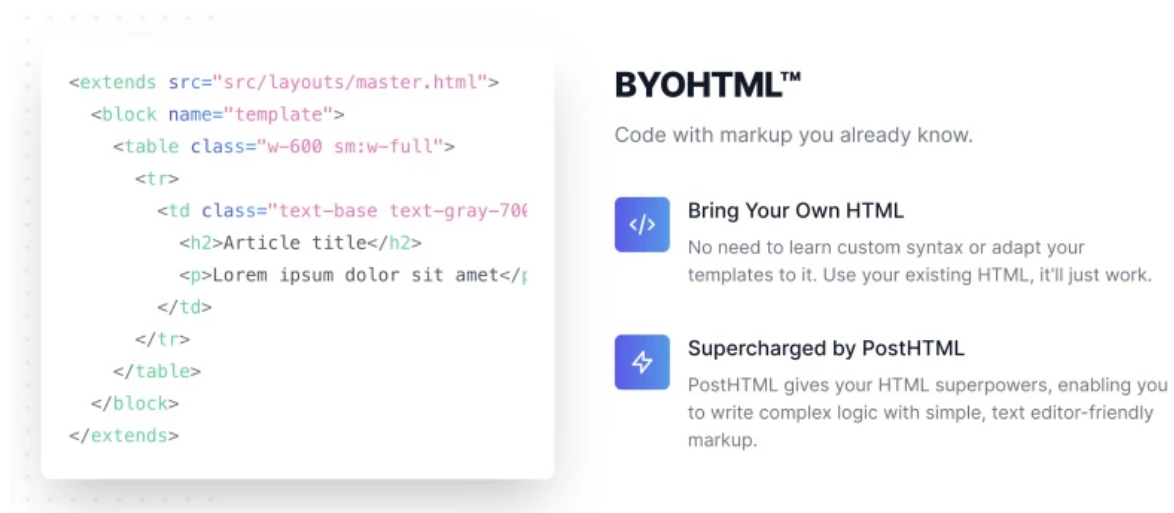 <extends src="src/layouts/master.html">
<block name="template">
<table class="w-600 sm:w-full">
<tr>
<td class="text-base text-gray-700
<h2>Article title</h2>
<p>Lorem ipsum dolor sit amet</p
</td>
</tr>
</table>
</block>
</extends>
BYOHTML™
Code with markup you already know.
</>
Bring Your Own HTML
No need to learn custom syntax or adapt your
templates to it. Use your existing HTML, it'll just work.
Supercharged by PostHTML
PostHTML gives your HTML superpowers, enabling you
to write complex logic with simple, text editor-friendly
markup.